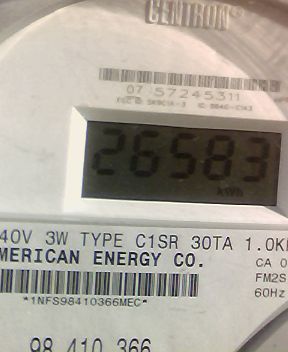 CENTRON®
07 57245311
26583
kWh
40V 3W TYPE C1SR 30TA 1.0K
MERICAN ENERGY CO.
CA 0
FM2S
*1NFS98410366MEC*
60Hz
98 410 366